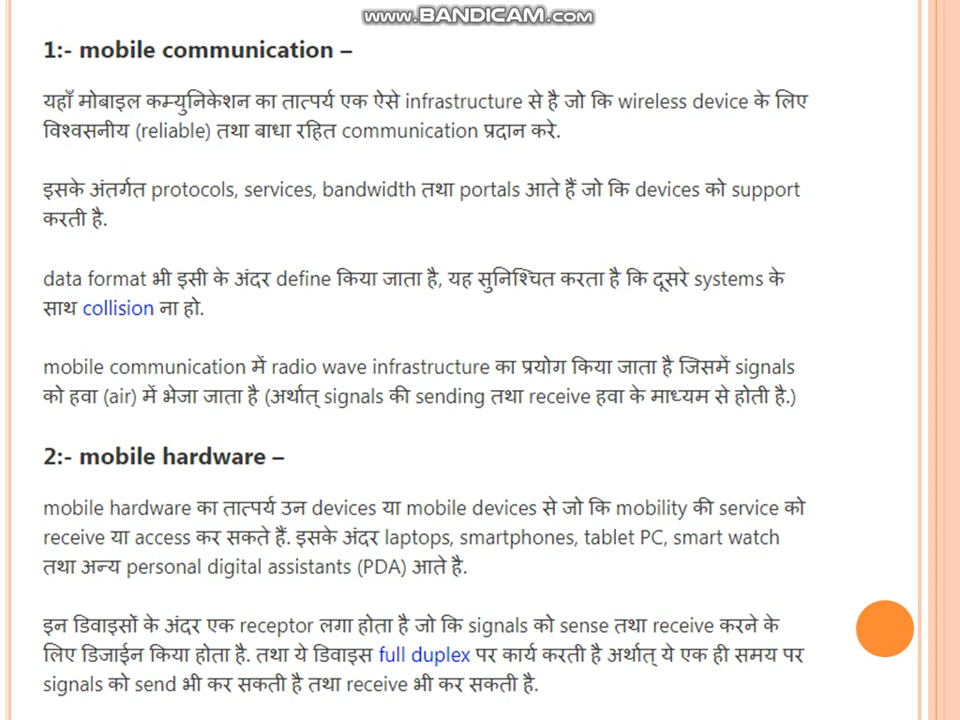 www.BANDICAM.com
1:- mobile communication –
यहाँ मोबाइल कम्युनिकेशन का तात्पर्य एक ऐसे infrastructure से है जो कि wireless device के लिए
विश्वसनीय (reliable) तथा बाधा रहित communication प्रदान करे.
इसके अंतर्गत protocols, services, bandwidth तथा portals आते हैं जो कि devices को support
करती है.
data format भी इसी के अंदर define किया जाता है, यह सुनिश्चित करता है कि दूसरे systems के
साथ collision ना हो.
mobile communication में radio wave infrastructure का प्रयोग किया जाता है जिसमें signals
को हवा (air) में भेजा जाता है (अर्थात् signals की sending तथा receive हवा के माध्यम से होती है.)
2:- mobile hardware –
mobile hardware का तात्पर्य उन devices या mobile devices से जो कि mobility की service को
receive या access कर सकते हैं. इसके अंदर laptops, smartphones, tablet PC, smart watch
तथा अन्य personal digital assistants (PDA) आते है.
इन डिवाइसों के अंदर एक receptor लगा होता है जो कि signals को sense तथा receive करने के
लिए डिजाईन किया होता है. तथा ये डिवाइस full duplex पर कार्य करती है अर्थात् ये एक ही समय पर
signals को send भी कर सकती है तथा receive भी कर सकती है.